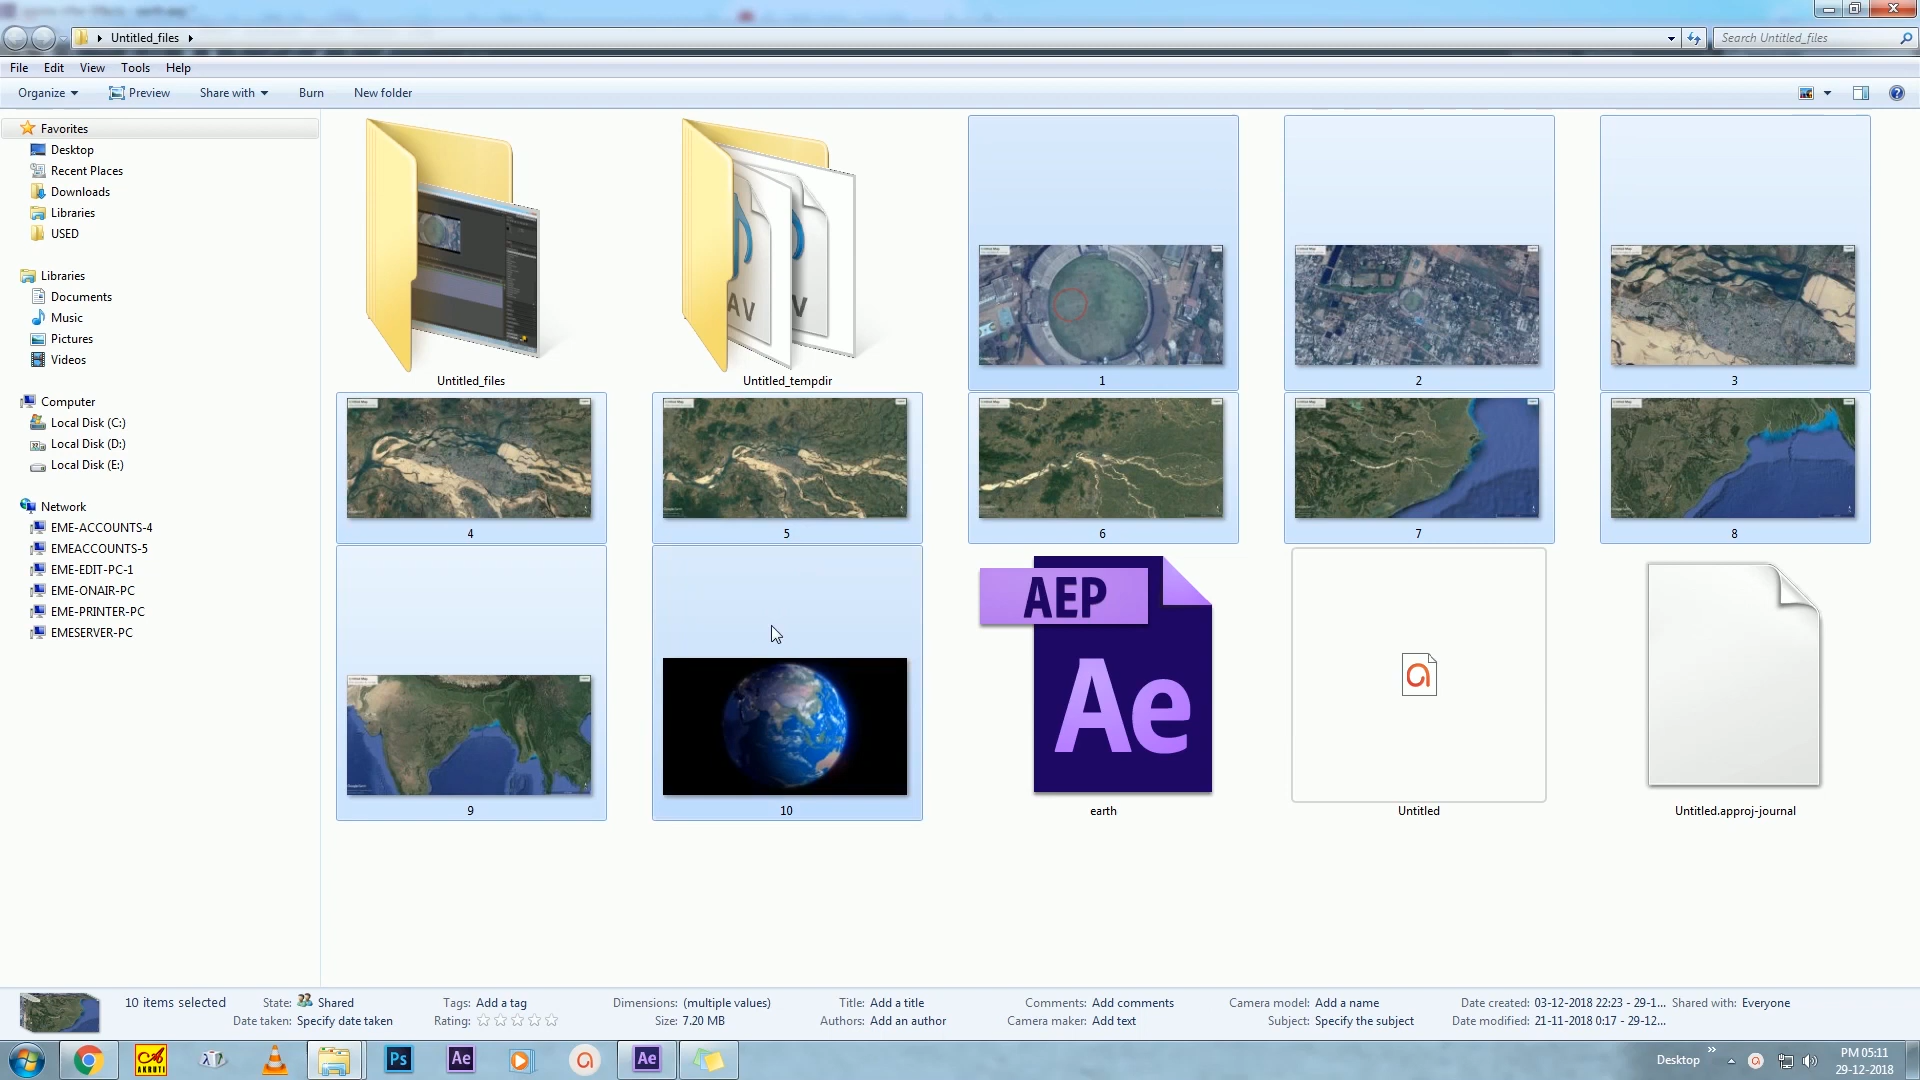 Untitled_files
Search Untitled_files
File Edit View Tools Help
Organize Preview Share with Burn New folder
Favorites
Desktop
Recent Places
Downloads
Libraries
USED
Libraries
Documents
Music
Pictures
Videos
Computer
Local Disk (C:)
Local Disk (D:)
Local Disk (E:)
Network
EME-ACCOUNTS-4
EMEACCOUNTS-5
EME-EDIT-PC-1
EME-ONAIR-PC
EME-PRINTER-PC
EMESERVER-PC
AV V
Untitled_files Untitled_tempdir 1 2 3
4 5 6 7 8
AEP
Ae
9 10 earth Untitled Untitled.approj-journal
10 items selected State: Shared Tags: Add a tag Dimensions: (multiple values) Title: Add a title Comments: Add comments Camera model: Add a name Date created: 03-12-2018 22:23 - 29-1... Shared with: Everyone
Date taken: Specify date taken Rating: Size: 7.20 MB Authors: Add an author Camera maker: Add text Subject: Specify the subject Date modified: 21-11-2018 0:17 - 29-12...
AKRUTI Ps Ae Ae Desktop PM 05:11
29-12-2018